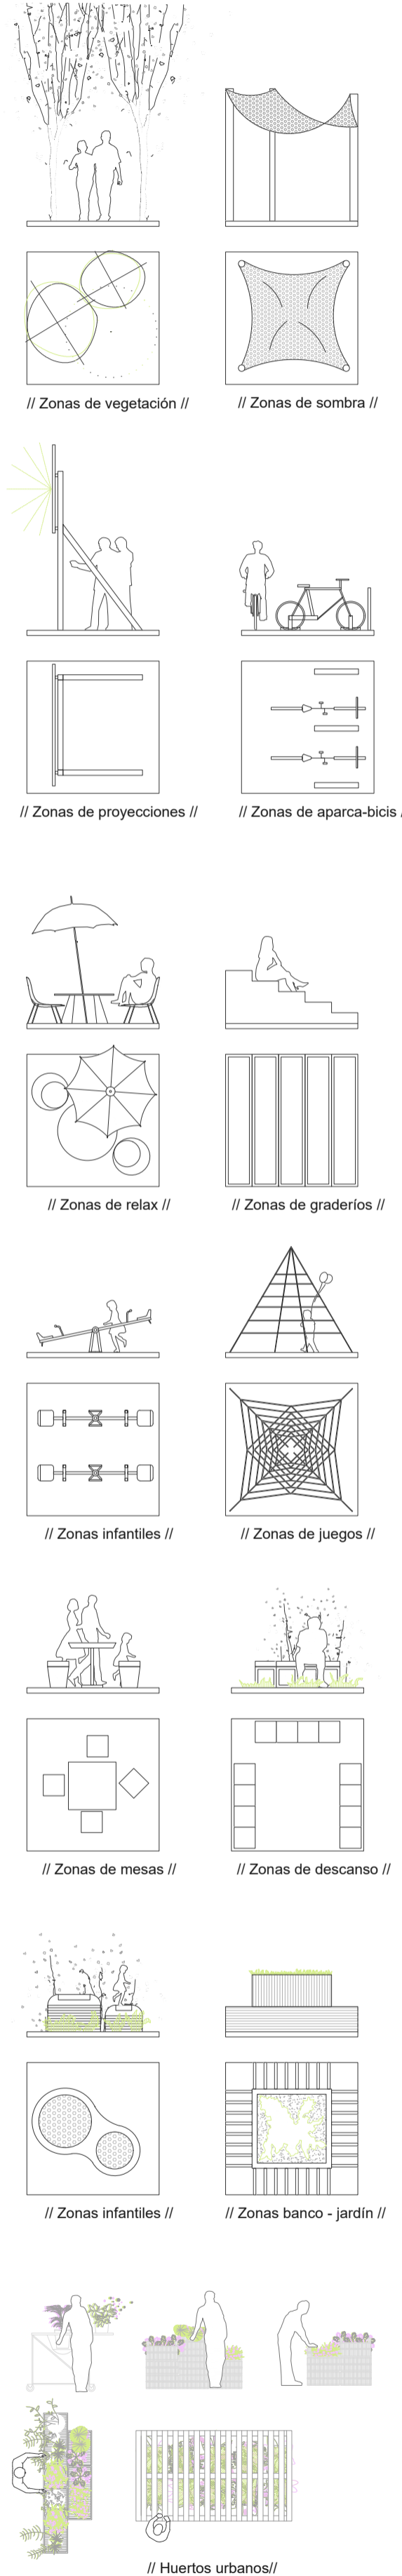 // Zonas de vegetación //
// Zonas de sombra //
// Zonas de proyecciones //
// Zonas de aparca-bicis /
// Zonas de relax //
// Zonas de graderíos //
// Zonas infantiles //
// Zonas de juegos //
// Zonas de mesas //
// Zonas de descanso //
// Zonas infantiles //
// Zonas banco - jardín //
// Huertos urbanos//